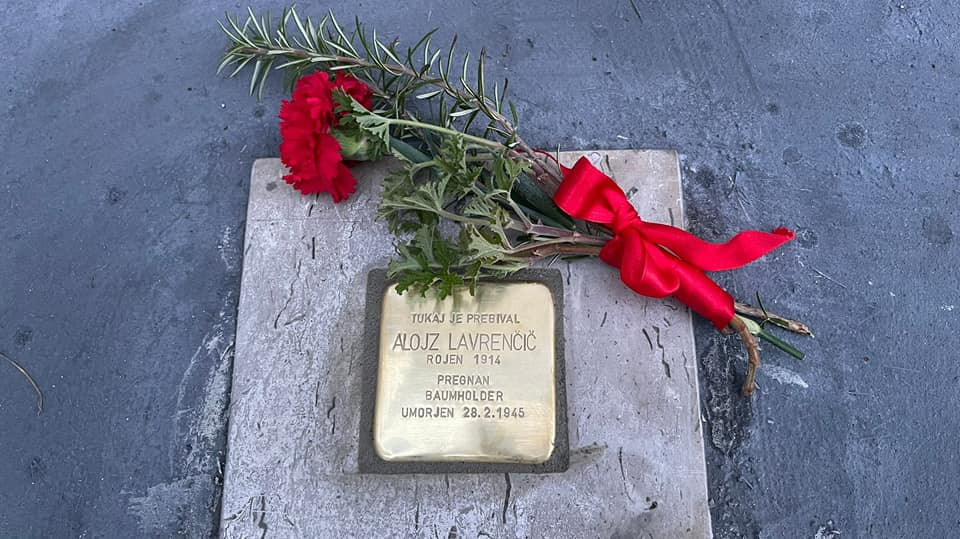 TUKAJ JE PREBIVAL
ALOJZ LAVRENČIČ
ROJEN 1914
PREGNAN
BAUMHOLDER
UMORJEN 28.2.1945